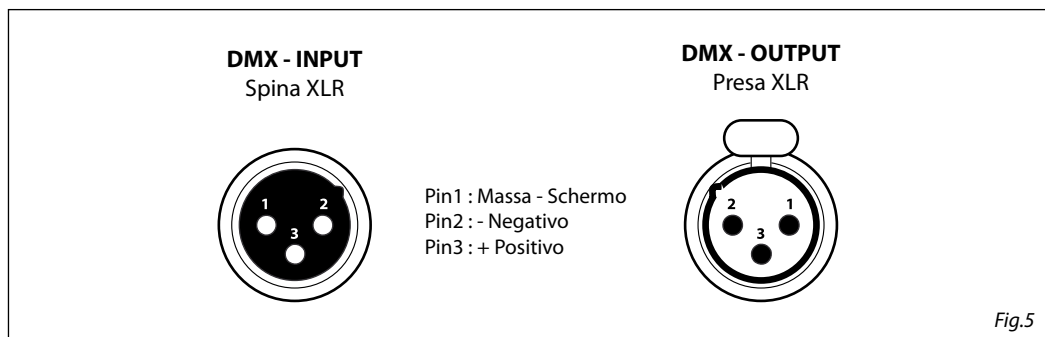 DMX - INPUT
Spina XLR
DMX - OUTPUT
Presa XLR
1
2
3
Pin1 : Massa - Schermo
Pin2 : - Negativo
Pin3 : + Positivo
2
1
3
Fig.5